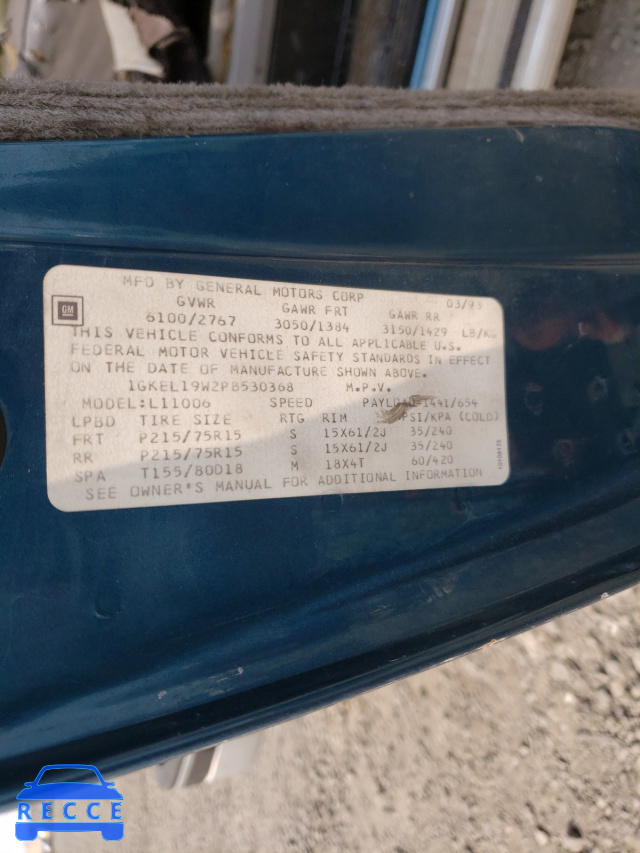 MFD BY GENERAL MOTORS CORP 03/93
GM
GVWR GAWR FRT GAWR RR
6100/2767 3050/1384 3150/1429 LB/KG
THIS VEHICLE CONFORMS TO ALL APPLICABLE U.S.
FEDERAL MOTOR VEHICLE SAFETY STANDARDS IN EFFECT
ON THE DATE OF MANUFACTURE SHOWN ABOVE.
1GKEL19W2PB530368 M.P.V.
MODEL:L11006 SPEED PAYLOAD=1441/654
LPBD TIRE SIZE RTG RIM PSI/KPA (COLD)
FRT P215/75R15 S 15X61/2J 35/240
RR P215/75R15 S 15X61/2J 35/240
SPA T155/80D18 M 18X4T 60/420
SEE OWNER'S MANUAL FOR ADDITIONAL INFORMATION
RECCE